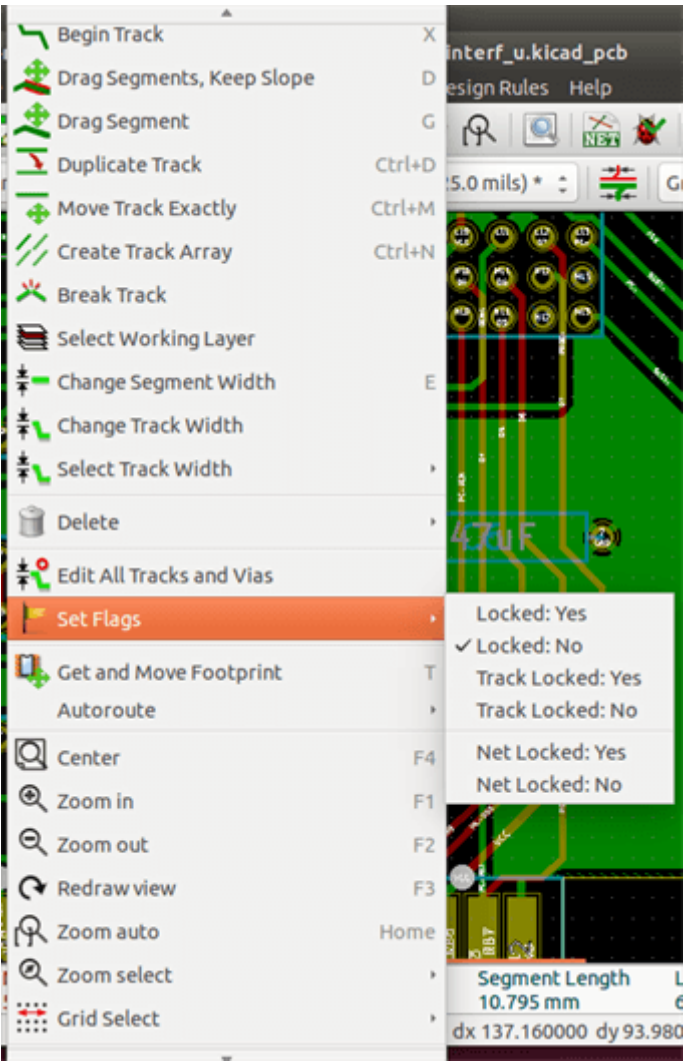 Begin Track X
Drag Segments, Keep Slope D
Drag Segment G
Duplicate Track Ctrl+D
Move Track Exactly Ctrl+M
Create Track Array Ctrl+N
Break Track
Select Working Layer
Change Segment Width E
Change Track Width
Select Track Width
Delete
Edit All Tracks and Vias
Set Flags
Get and Move Footprint T
Autoroute
Center F4
Zoom in F1
Zoom out F2
Redraw view F3
Zoom auto Home
Zoom select
Grid Select
interf_u.kicad_pcb
esign Rules Help
NET
5.0 mils) *
47uF
Locked: Yes
Locked: No
Track Locked: Yes
Track Locked: No
Net Locked: Yes
Net Locked: No
VCC
RB7
Segment Length
10.795 mm
dx 137.160000 dy 93.980